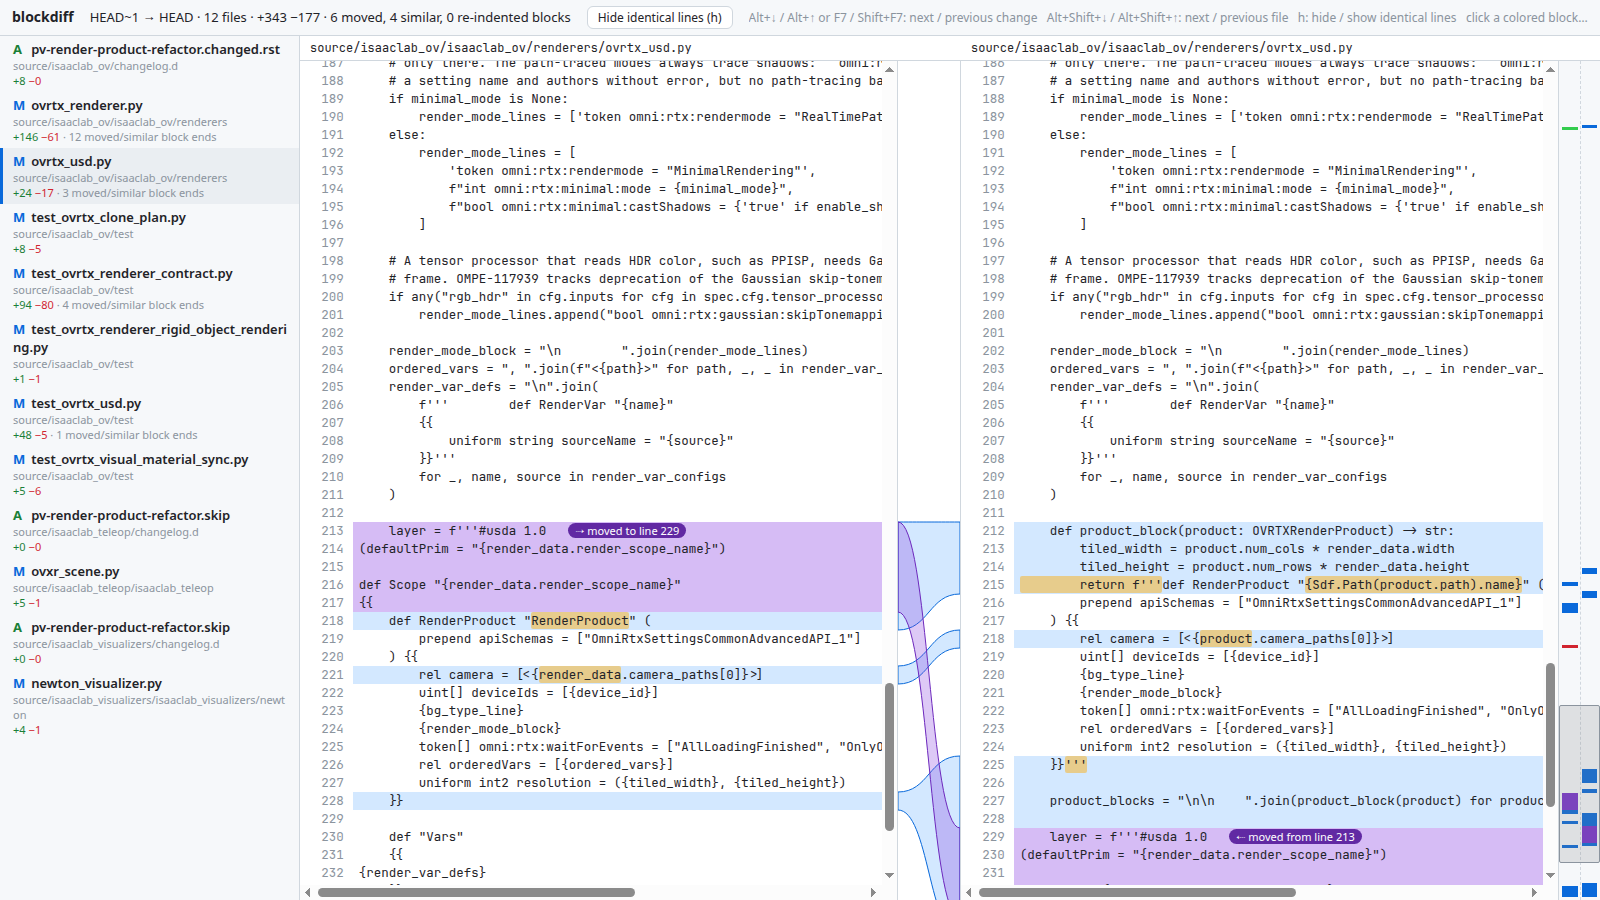 blockdiff HEAD~1 → HEAD · 12 files · +343 −177 · 6 moved, 4 similar, 0 re-indented blocks Hide identical lines (h) Alt+↓ / Alt+↑ or F7 / Shift+F7: next / previous change Alt+Shift+↓ / Alt+Shift+↑: next / previous file h: hide / show identical lines click a colored block...
A pv-render-product-refactor.changed.rst
source/isaaclab_ov/changelog.d
+8 −0
M ovrtx_renderer.py
source/isaaclab_ov/isaaclab_ov/renderers
+146 −61 · 12 moved/similar block ends
M ovrtx_usd.py
source/isaaclab_ov/isaaclab_ov/renderers
+24 −17 · 3 moved/similar block ends
M test_ovrtx_clone_plan.py
source/isaaclab_ov/test
+8 −5
M test_ovrtx_renderer_contract.py
source/isaaclab_ov/test
+94 −80 · 4 moved/similar block ends
M test_ovrtx_renderer_rigid_object_renderi
ng.py
source/isaaclab_ov/test
+1 −1
M test_ovrtx_usd.py
source/isaaclab_ov/test
+48 −5 · 1 moved/similar block ends
M test_ovrtx_visual_material_sync.py
source/isaaclab_ov/test
+5 −6
A pv-render-product-refactor.skip
source/isaaclab_teleop/changelog.d
+0 −0
M ovxr_scene.py
source/isaaclab_teleop/isaaclab_teleop
+5 −1
A pv-render-product-refactor.skip
source/isaaclab_visualizers/changelog.d
+0 −0
M newton_visualizer.py
source/isaaclab_visualizers/isaaclab_visualizers/newt
on
+4 −1
source/isaaclab_ov/isaaclab_ov/renderers/ovrtx_usd.py
187 # only there. The path-traced modes always trace shadows: `omni:r
188 # a setting name and authors without error, but no path-tracing ba
189 if minimal_mode is None:
190 render_mode_lines = ['token omni:rtx:rendermode = "RealTimePat
191 else:
192 render_mode_lines = [
193 'token omni:rtx:rendermode = "MinimalRendering"',
194 f"int omni:rtx:minimal:mode = {minimal_mode}",
195 f"bool omni:rtx:minimal:castShadows = {'true' if enable_sh
196 ]
197
198 # A tensor processor that reads HDR color, such as PPISP, needs Ga
199 # frame. OMPE-117939 tracks deprecation of the Gaussian skip-tonem
200 if any("rgb_hdr" in cfg.inputs for cfg in spec.cfg.tensor_processo
201 render_mode_lines.append("bool omni:rtx:gaussian:skipTonemappi
202
203 render_mode_block = "\n        ".join(render_mode_lines)
204 ordered_vars = ", ".join(f"<{path}>" for path, _, _ in render_var_
205 render_var_defs = "\n".join(
206 f'''        def RenderVar "{name}"
207 {{
208 uniform string sourceName = "{source}"
209 }}'''
210 for _, name, source in render_var_configs
211 )
212
213 layer = f'''#usda 1.0 → moved to line 229
214 (defaultPrim = "{render_data.render_scope_name}")
215
216 def Scope "{render_data.render_scope_name}"
217 {{
218 def RenderProduct "RenderProduct" (
219 prepend apiSchemas = ["OmniRtxSettingsCommonAdvancedAPI_1"]
220 ) {{
221 rel camera = [<{render_data.camera_paths[0]}>]
222 uint[] deviceIds = [{device_id}]
223 {bg_type_line}
224 {render_mode_block}
225 token[] omni:rtx:waitForEvents = ["AllLoadingFinished", "OnlyO
226 rel orderedVars = [{ordered_vars}]
227 uniform int2 resolution = ({tiled_width}, {tiled_height})
228 }}
229
230 def "Vars"
231 {{
232 {render_var_defs}
source/isaaclab_ov/isaaclab_ov/renderers/ovrtx_usd.py
186 # only there. The path-traced modes always trace shadows: `omni:r
187 # a setting name and authors without error, but no path-tracing ba
188 if minimal_mode is None:
189 render_mode_lines = ['token omni:rtx:rendermode = "RealTimePat
190 else:
191 render_mode_lines = [
192 'token omni:rtx:rendermode = "MinimalRendering"',
193 f"int omni:rtx:minimal:mode = {minimal_mode}",
194 f"bool omni:rtx:minimal:castShadows = {'true' if enable_sh
195 ]
196
197 # A tensor processor that reads HDR color, such as PPISP, needs Ga
198 # frame. OMPE-117939 tracks deprecation of the Gaussian skip-tonem
199 if any("rgb_hdr" in cfg.inputs for cfg in spec.cfg.tensor_processo
200 render_mode_lines.append("bool omni:rtx:gaussian:skipTonemappi
201
202 render_mode_block = "\n        ".join(render_mode_lines)
203 ordered_vars = ", ".join(f"<{path}>" for path, _, _ in render_var_
204 render_var_defs = "\n".join(
205 f'''        def RenderVar "{name}"
206 {{
207 uniform string sourceName = "{source}"
208 }}'''
209 for _, name, source in render_var_configs
210 )
211
212 def product_block(product: OVRTXRenderProduct) -> str:
213 tiled_width = product.num_cols * render_data.width
214 tiled_height = product.num_rows * render_data.height
215 return f'''def RenderProduct "{Sdf.Path(product.path).name}" (
216 prepend apiSchemas = ["OmniRtxSettingsCommonAdvancedAPI_1"]
217 ) {{
218 rel camera = [<{product.camera_paths[0]}>]
219 uint[] deviceIds = [{device_id}]
220 {bg_type_line}
221 {render_mode_block}
222 token[] omni:rtx:waitForEvents = ["AllLoadingFinished", "OnlyO
223 rel orderedVars = [{ordered_vars}]
224 uniform int2 resolution = ({tiled_width}, {tiled_height})
225 }}'''
226
227 product_blocks = "\n\n    ".join(product_block(product) for produc
228
229 layer = f'''#usda 1.0 ← moved from line 213
230 (defaultPrim = "{render_data.render_scope_name}")
231